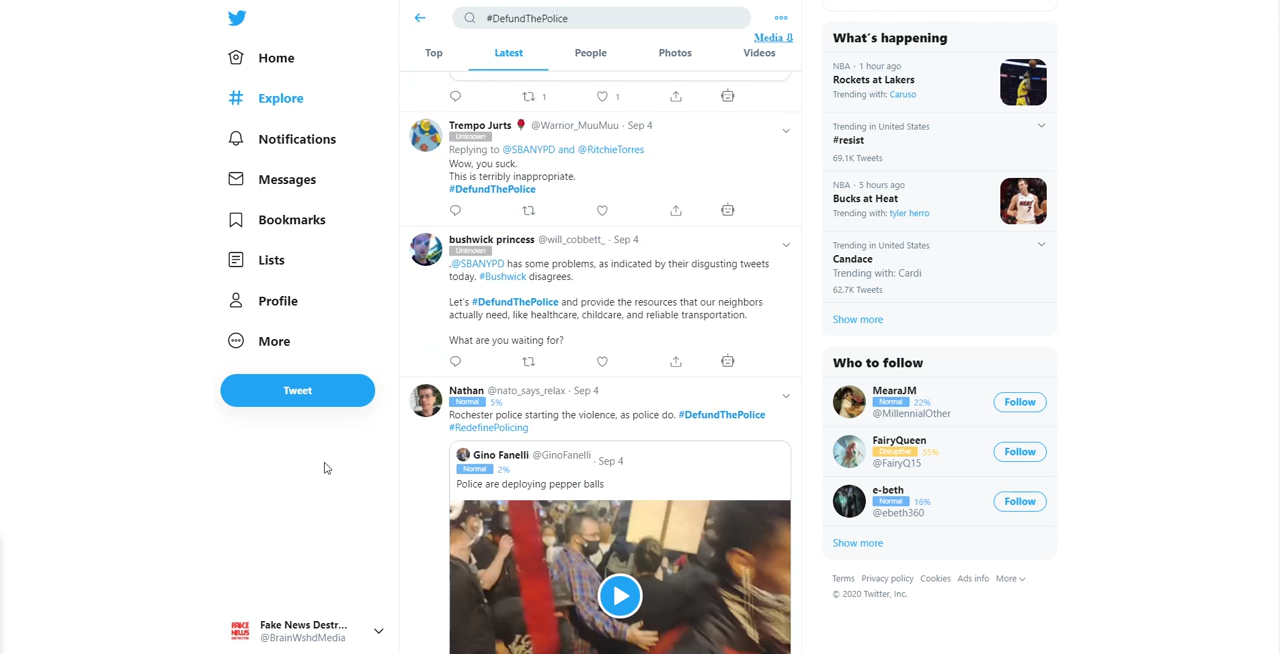 Home
Explore
Notifications
Messages
Bookmarks
Lists
Profile
More
Tweet
FAKE
NEWS
Fake News Destr...
@BrainWshdMedia
#DefundThePolice
Media ⇩
Top Latest People Photos Videos
1 1
Trempo Jurts 🌹 @Warrior_MuuMuu · Sep 4
Unknown
Replying to @SBANYPD and @RitchieTorres
Wow, you suck.
This is terribly inappropriate.
#DefundThePolice
bushwick princess @will_cobbett_ · Sep 4
Unknown
.@SBANYPD has some problems, as indicated by their disgusting tweets
today. #Bushwick disagrees.
Let's #DefundThePolice and provide the resources that our neighbors
actually need, like healthcare, childcare, and reliable transportation.
What are you waiting for?
Nathan @nato_says_relax · Sep 4
Normal 5%
Rochester police starting the violence, as police do. #DefundThePolice
#RedefinePolicing
Gino Fanelli @GinoFanelli · Sep 4
Normal 2%
Police are deploying pepper balls
What's happening
NBA · 1 hour ago
Rockets at Lakers
Trending with: Caruso
Trending in United States
#resist
69.1K Tweets
NBA · 5 hours ago
Bucks at Heat
Trending with: tyler herro
Trending in United States
Candace
Trending with: Cardi
62.7K Tweets
Show more
Who to follow
MearaJM
Normal 22%
@MillennialOther
Follow
FairyQueen
Disruptive 55%
@FairyQ15
Follow
e-beth
Normal 16%
@ebeth360
Follow
Show more
Terms Privacy policy Cookies Ads info More
© 2020 Twitter, Inc.